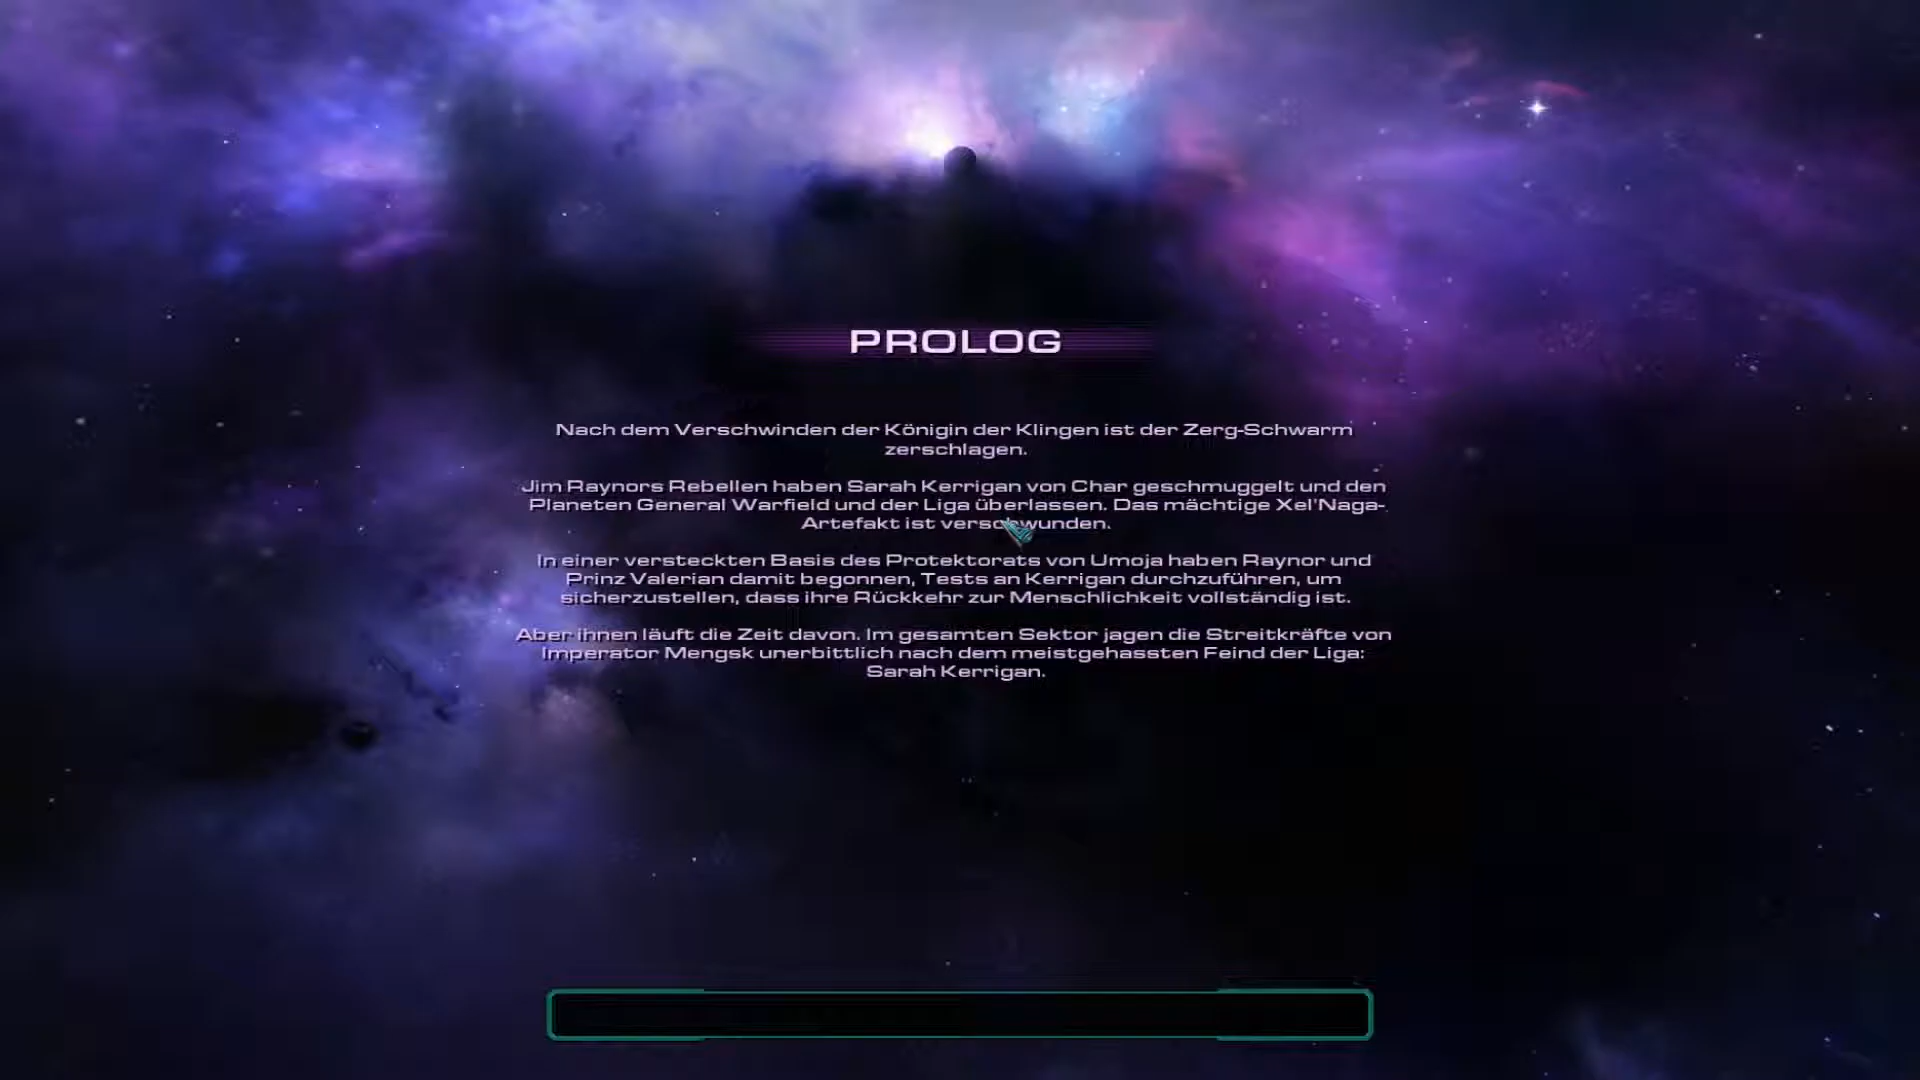 PROLOG
Nach dem Verschwinden der Königin der Klingen ist der Zerg-Schwarm
zerschlagen.
Jim Raynors Rebellen haben Sarah Kerrigan von Char geschmuggelt und den
Planeten General Warfield und der Liga überlassen. Das mächtige Xel'Naga-
Artefakt ist verschwunden.
In einer versteckten Basis des Protektorats von Umoja haben Raynor und
Prinz Valerian damit begonnen, Tests an Kerrigan durchzuführen, um
sicherzustellen, dass ihre Rückkehr zur Menschlichkeit vollständig ist.
Aber ihnen läuft die Zeit davon. Im gesamten Sektor jagen die Streitkräfte von
Imperator Mengsk unerbittlich nach dem meistgehassten Feind der Liga:
Sarah Kerrigan.